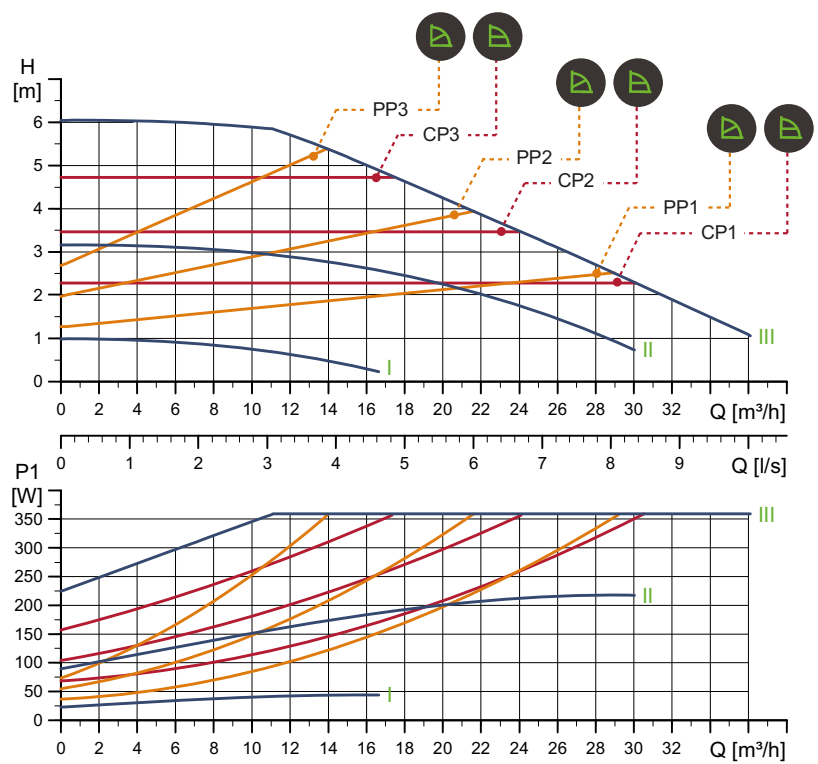 H
[m]
PP3
CP3
PP2
CP2
PP1
CP1
6
5
4
3
2
1
0
I
II
III
0 2 4 6 8 10 12 14 16 18 20 22 24 26 28 30 32 Q [m³/h]
0 1 2 3 4 5 6 7 8 9 Q [l/s]
P1
[W]
350
300
250
200
150
100
50
0
III
II
I
0 2 4 6 8 10 12 14 16 18 20 22 24 26 28 30 32 Q [m³/h]